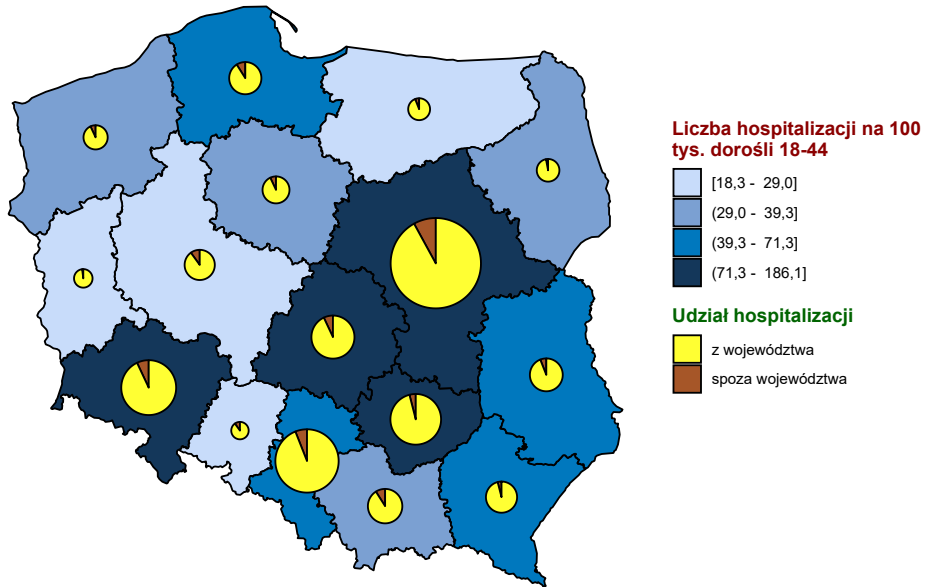 Liczba hospitalizacji na 100
tys. dorośli 18-44
[18,3 - 29,0]
(29,0 - 39,3]
(39,3 - 71,3]
(71,3 - 186,1]
Udział hospitalizacji
z województwa
spoza województwa